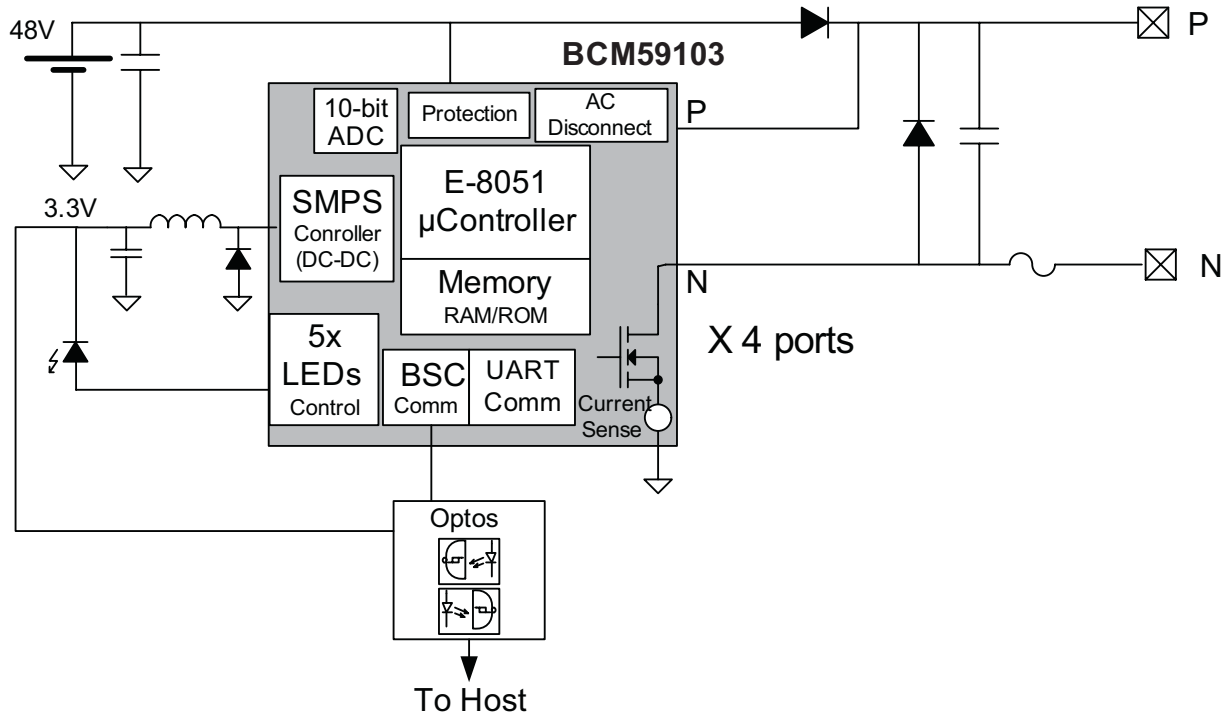 48V
BCM59103
P
10-bit
ADC
Protection
AC
Disconnect
P
E-8051
µController
3.3V
SMPS
Conroller
(DC-DC)
Memory
RAM/ROM
N
N
X 4 ports
5x
LEDs
Control
BSC
Comm
UART
Comm
Current
Sense
Optos
To Host